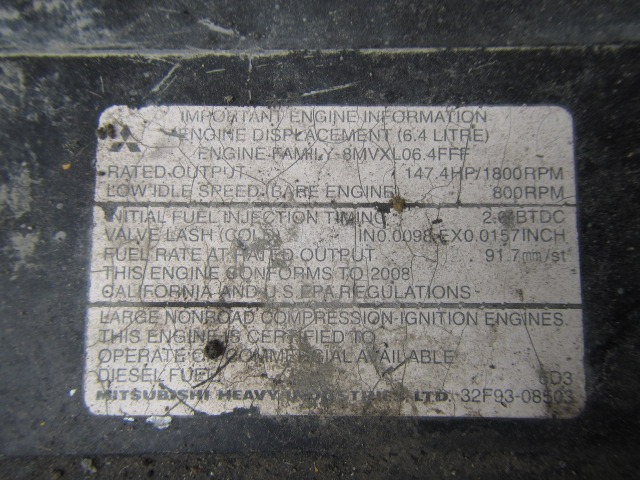 IMPORTANT ENGINE INFORMATION
ENGINE DISPLACEMENT (6.4 LITRE)
ENGINE FAMILY-8MVXL06.4FFF
RATED OUTPUT 147.4HP/1800RPM
LOW IDLE SPEED (BARE ENGINE) 800RPM
INITIAL FUEL INJECTION TIMING BTDC
VALVE LASH (COLD) IN0.0098-EX0.0157INCH
FUEL RATE AT RATED OUTPUT 91.7mm³/st
THIS ENGINE CONFORMS TO 2008
CALIFORNIA AND U.S.EPA REGULATIONS
LARGE NONROAD COMPRESSION-IGNITION ENGINES.
THIS ENGINE IS CERTIFIED TO
OPERATE ON COMMERCIAL AVAILABLE
DIESEL FUEL
MITSUBISHI HEAVY INDUSTRIES, LTD. 32F93-08503